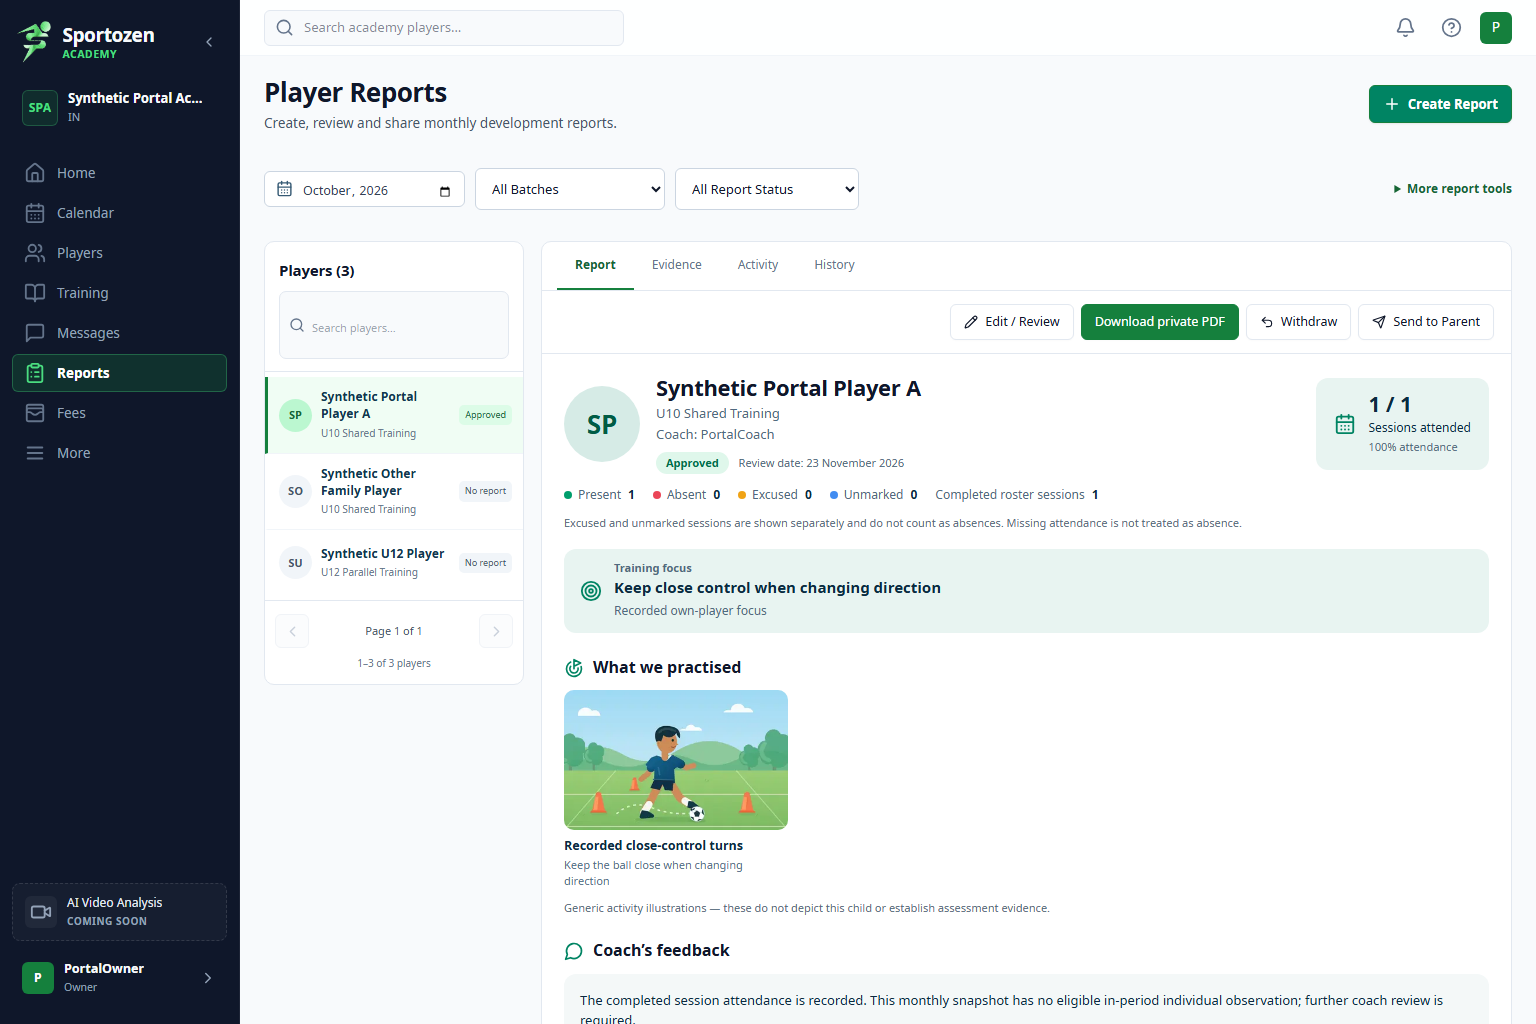 Sportozen
ACADEMY
SPA
Synthetic Portal Ac...
IN
Home
Calendar
Players
Training
Messages
Reports
Fees
More
AI Video Analysis
COMING SOON
P
PortalOwner
Owner
Search academy players...
P
Player Reports
Create, review and share monthly development reports.
Create Report
October, 2026
All Batches
All Report Status
More report tools
Players (3)
Search players...
SP
Synthetic Portal
Player A
U10 Shared Training
Approved
SO
Synthetic Other
Family Player
U10 Shared Training
No report
SU
Synthetic U12 Player
U12 Parallel Training
No report
Page 1 of 1
1–3 of 3 players
Report
Evidence
Activity
History
Edit / Review
Download private PDF
Withdraw
Send to Parent
SP
Synthetic Portal Player A
U10 Shared Training
Coach: PortalCoach
Approved
Review date: 23 November 2026
1 / 1
Sessions attended
100% attendance
Present 1
Absent 0
Excused 0
Unmarked 0
Completed roster sessions 1
Excused and unmarked sessions are shown separately and do not count as absences. Missing attendance is not treated as absence.
Training focus
Keep close control when changing direction
Recorded own-player focus
What we practised
Recorded close-control turns
Keep the ball close when changing
direction
Generic activity illustrations — these do not depict this child or establish assessment evidence.
Coach’s feedback
The completed session attendance is recorded. This monthly snapshot has no eligible in-period individual observation; further coach review is
required.